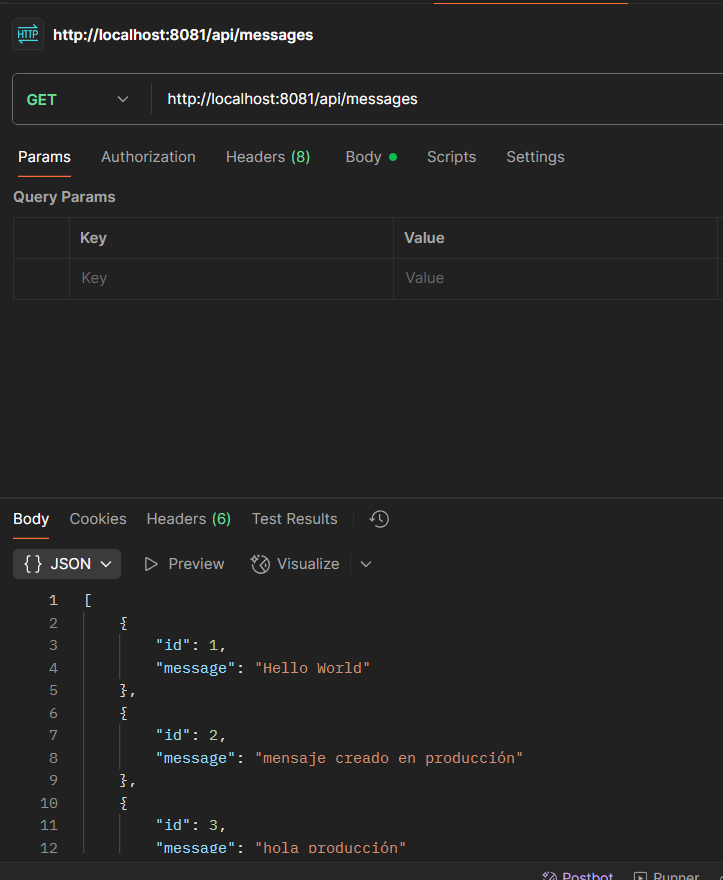 HTTP http://localhost:8081/api/messages
GET http://localhost:8081/api/messages
Params Authorization Headers (8) Body Scripts Settings
Query Params
Key Value
Key Value
Body Cookies Headers (6) Test Results
{} JSON Preview Visualize
1 [
2 {
3 "id": 1,
4 "message": "Hello World"
5 },
6 {
7 "id": 2,
8 "message": "mensaje creado en producción"
9 },
10 {
11 "id": 3,
12 "message": "hola producción"
Postbot Runner